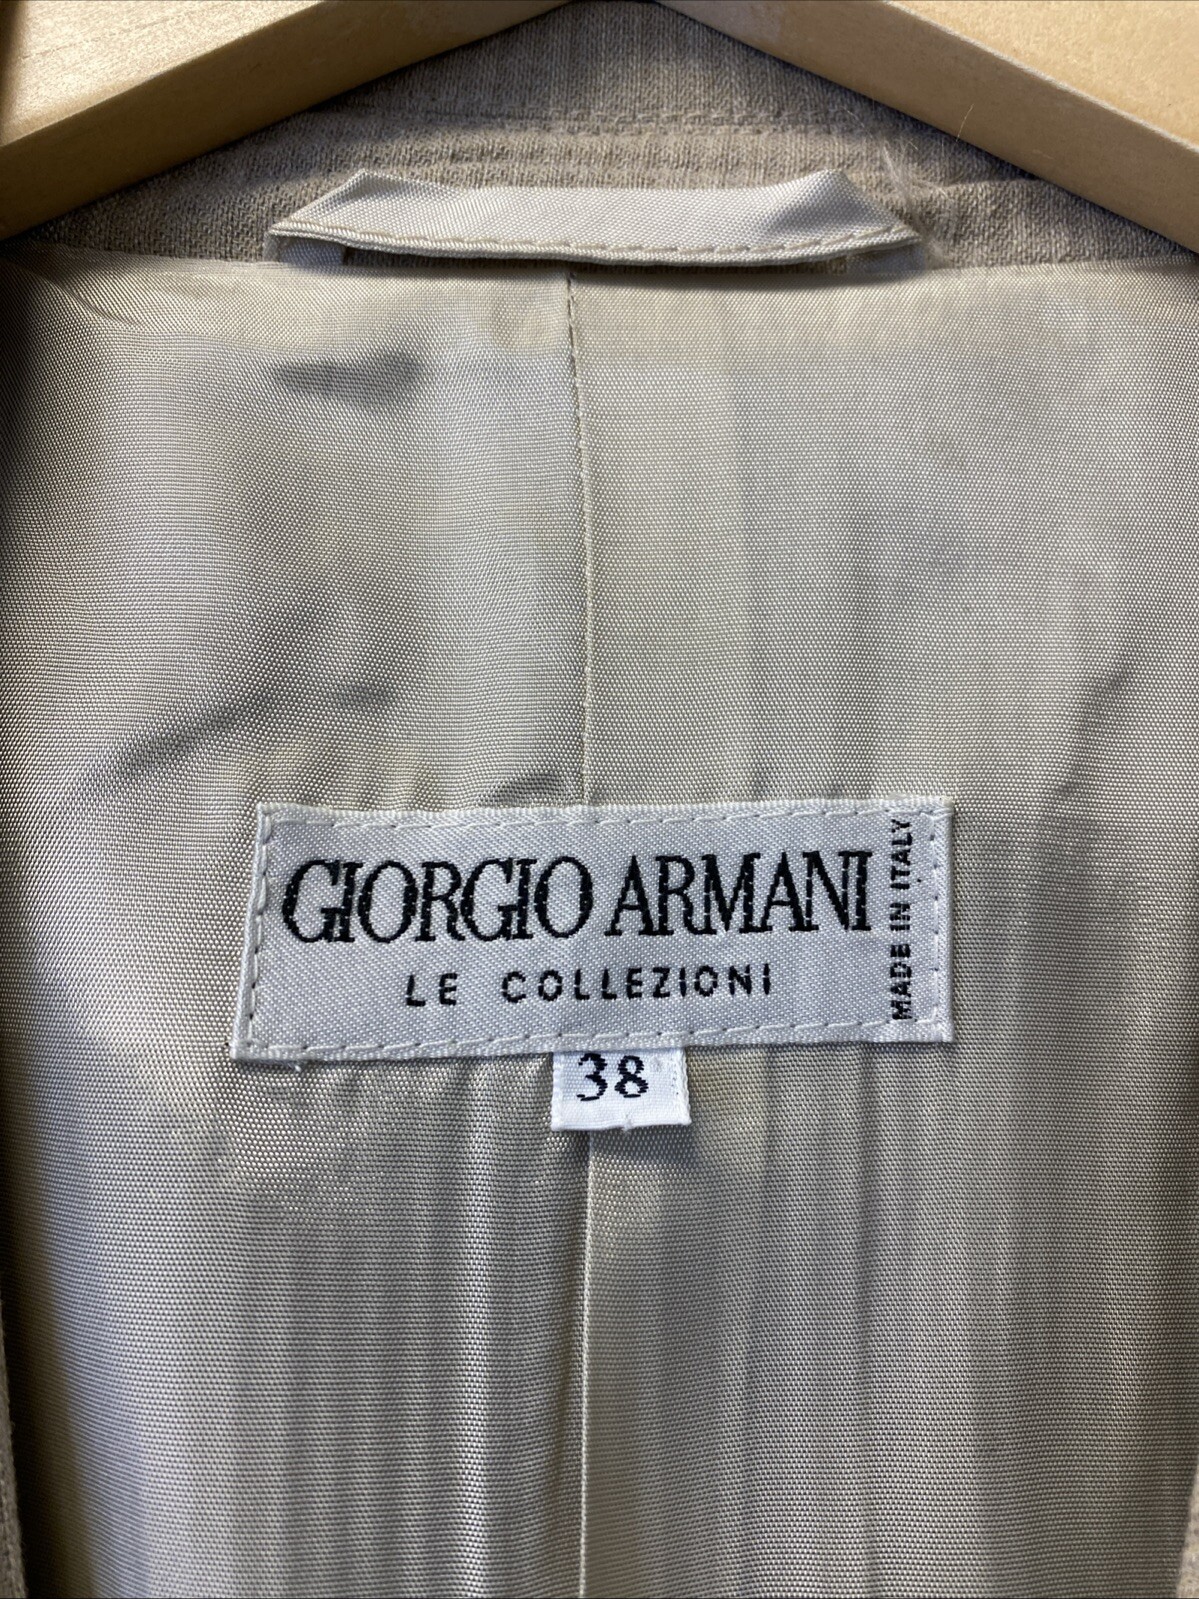 GIORGIO ARMANI
LE COLLEZIONI
MADE IN ITALY
38